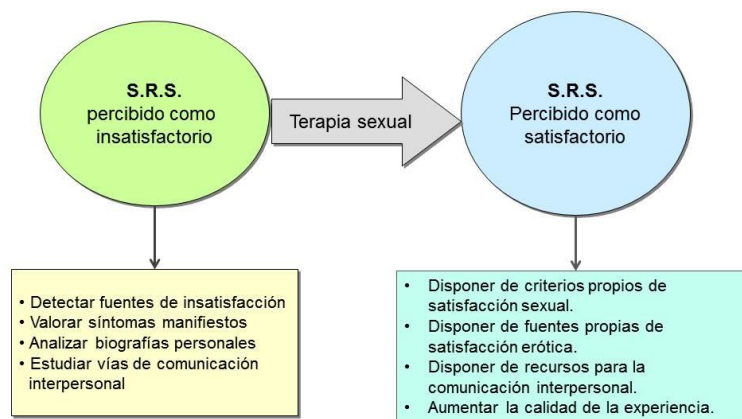 S.R.S.
percibido como
insatisfactorio
Terapia sexual
S.R.S.
Percibido como
satisfactorio
• Detectar fuentes de insatisfacción
• Valorar síntomas manifiestos
• Analizar biografías personales
• Estudiar vías de comunicación
interpersonal
• Disponer de criterios propios de
satisfacción sexual.
• Disponer de fuentes propias de
satisfacción erótica.
• Disponer de recursos para la
comunicación interpersonal.
• Aumentar la calidad de la experiencia.